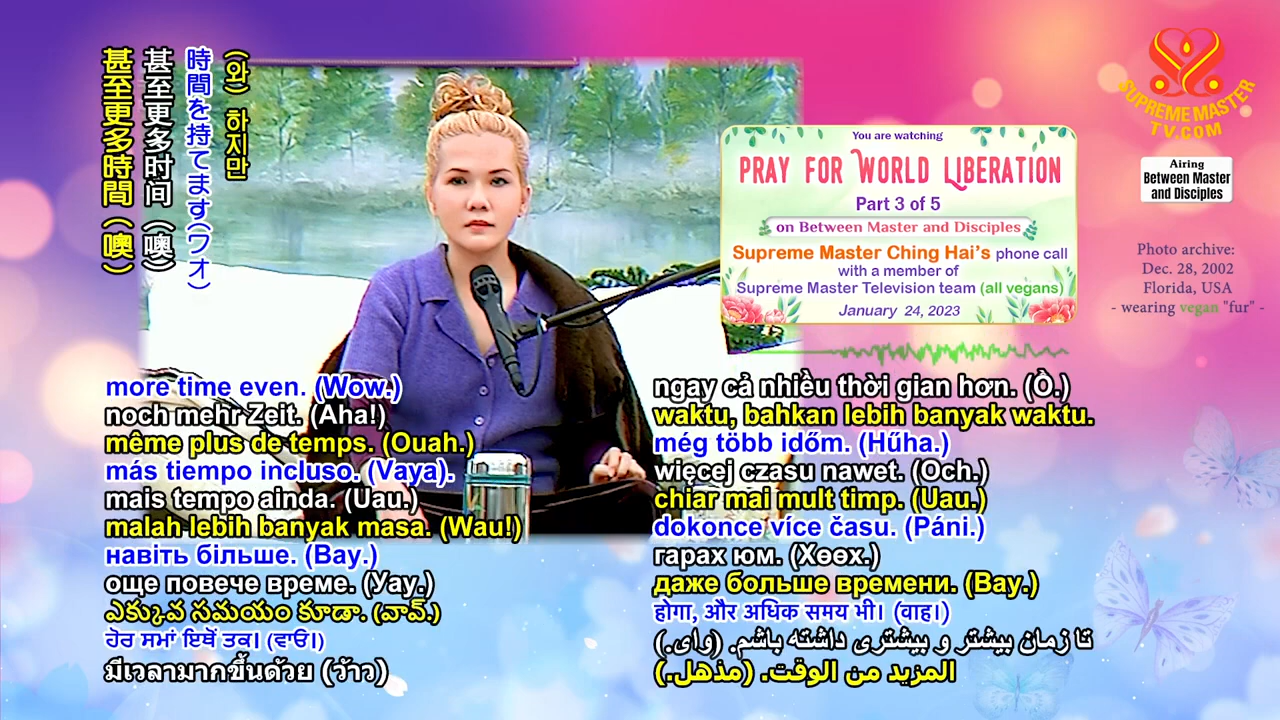 (와) 하지만
時間を持てます(ワオ)
甚至更多时间 (噢)
甚至更多時間 (噢)
You are watching
PRAY FOR WORLD LIBERATION
Part 3 of 5
on Between Master and Disciples
Supreme Master Ching Hai's phone call
with a member of
Supreme Master Television team (all vegans)
January 24, 2023
SUPREME MASTER
TV.COM
Airing
Between Master
and Disciples
Photo archive:
Dec. 28, 2002
Florida, USA
- wearing vegan "fur" -
more time even. (Wow.)
noch mehr Zeit. (Aha!)
même plus de temps. (Ouah.)
más tiempo incluso. (Vaya).
mais tempo ainda. (Uau.)
malah lebih banyak masa. (Wau!)
навіть більше. (Вау.)
още повече време. (Уау.)
ఎక్కువ సమయం కూడా. (వావ్.)
ਹੋਰ ਸਮਾਂ ਇਥੋਂ ਤਕ। (ਵਾਓ।)
มีเวลามากขึ้นด้วย (ว้าว)
ngay cả nhiều thời gian hơn. (Ồ.)
waktu, bahkan lebih banyak waktu.
még több időm. (Hűha.)
więcej czasu nawet. (Och.)
chiar mai mult timp. (Uau.)
dokonce více času. (Páni.)
гарах юм. (Хөөх.)
даже больше времени. (Вау.)
होगा, और अधिक समय भी। (वाह।)
تا زمان بیشتر و بیشتری داشته باشم. (وای.)
المزيد من الوقت. (مذهل.)